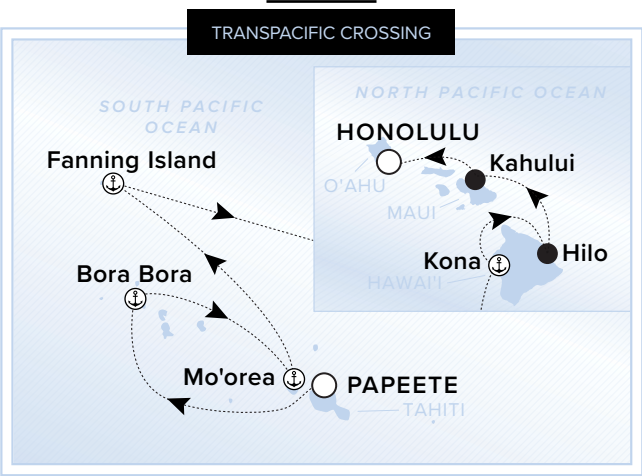 TRANSPACIFIC CROSSING
SOUTH PACIFIC
OCEAN
NORTH PACIFIC OCEAN
HONOLULU
Fanning Island
Kahului
O'AHU
MAUI
Hilo
Kona
HAWAI'I
Bora Bora
Mo'orea
PAPEETE
TAHITI